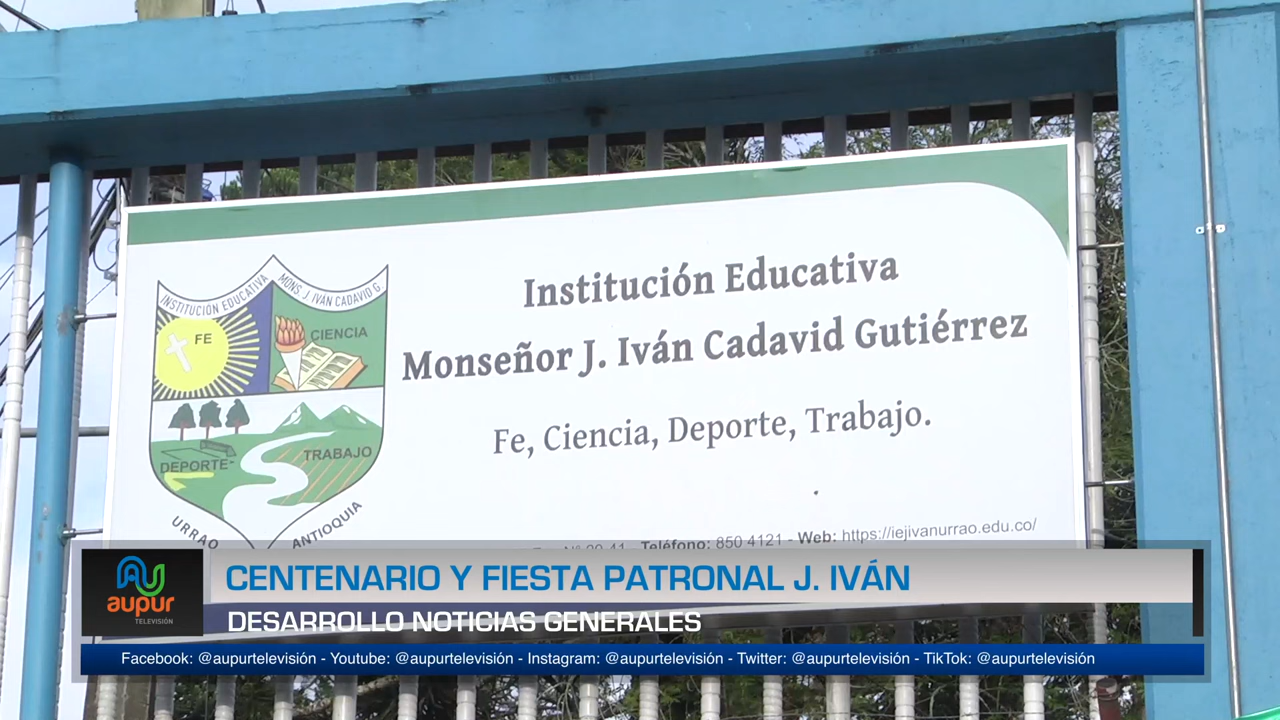 INSTITUCIÓN EDUCATIVA MONS. J. IVÁN CADAVID G.
FE
CIENCIA
DEPORTE
TRABAJO
URRAO ANTIOQUIA
Institución Educativa
Monseñor J. Iván Cadavid Gutiérrez
Fe, Ciencia, Deporte, Trabajo.
Teléfono: 850 4121 - Web: https://iejivanurrao.edu.co/
aupur
TELEVISIÓN
CENTENARIO Y FIESTA PATRONAL J. IVÁN
DESARROLLO NOTICIAS GENERALES
Facebook: @aupurtelevisión - Youtube: @aupurtelevisión - Instagram: @aupurtelevisión - Twitter: @aupurtelevisión - TikTok: @aupurtelevisión